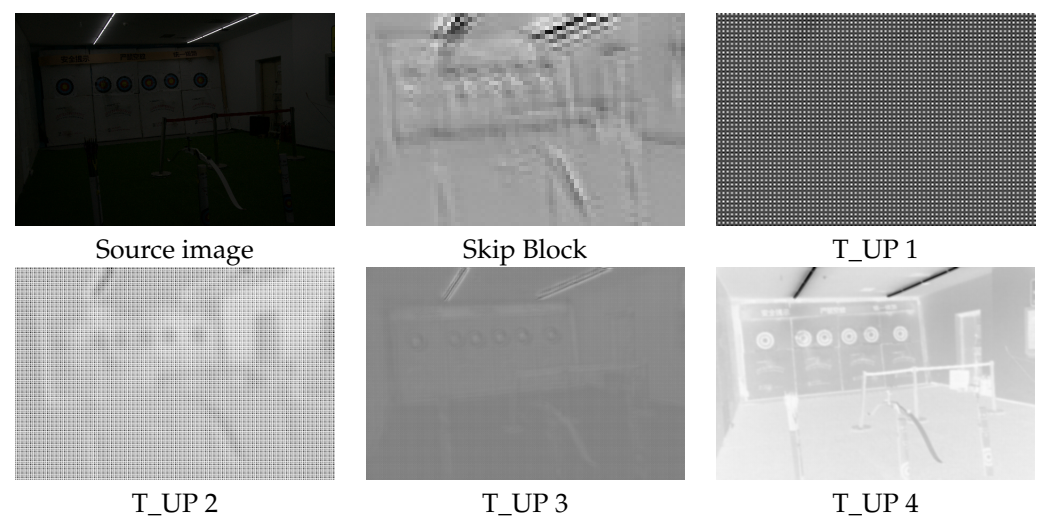 Source image
Skip Block
T_UP 1
T_UP 2
T_UP 3
T_UP 4